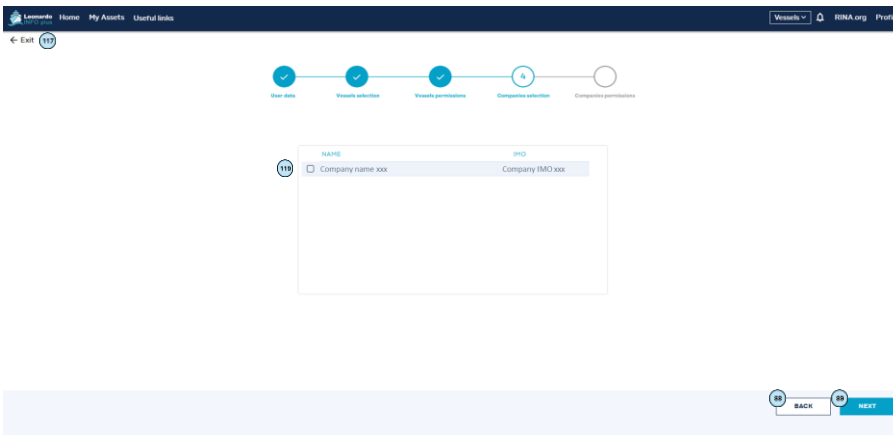 Leonardo Home My Assets Useful links Vessels RINA.org Profi
INFO plus
← Exit 117
4
User data Vessels selection Vessels permissions Companies selection Companies permissions
NAME IMO
119 Company name xxx Company IMO xxx
88 BACK 89 NEXT